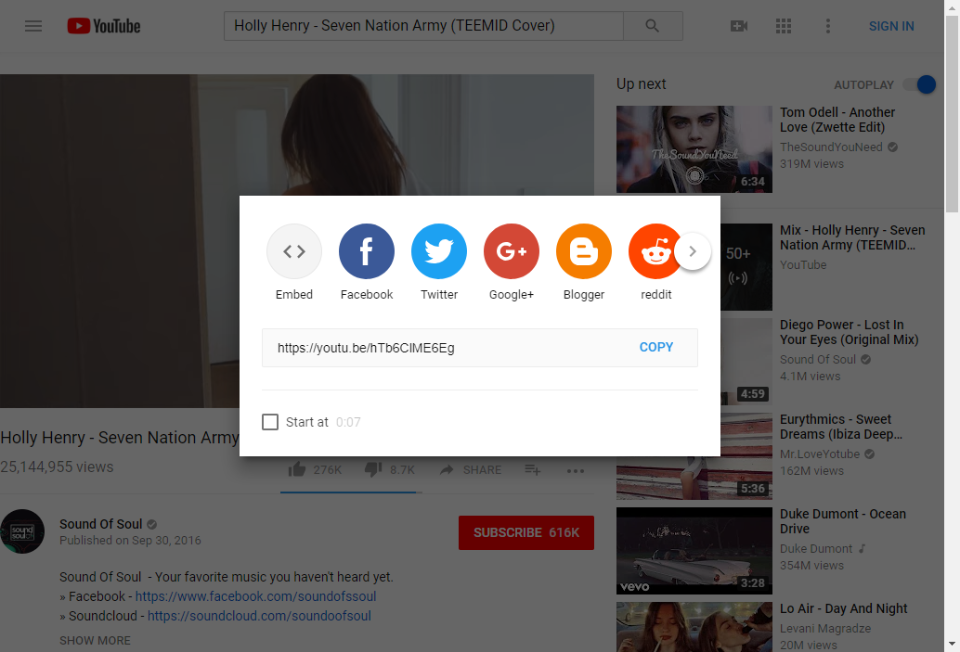 YouTube
Holly Henry - Seven Nation Army (TEEMID Cover)
SIGN IN
Up next
AUTOPLAY
TheSoundYouNeed
6:34
Tom Odell - Another
Love (Zwette Edit)
TheSoundYouNeed
319M views
50+
Mix - Holly Henry - Seven
Nation Army (TEEMID…
YouTube
4:59
Diego Power - Lost In
Your Eyes (Original Mix)
Sound Of Soul
4.1M views
5:36
Eurythmics - Sweet
Dreams (Ibiza Deep…
Mr.LoveYotube
162M views
vevo
3:28
Duke Dumont - Ocean
Drive
Duke Dumont
354M views
Lo Air - Day And Night
Levani Magradze
20M views
Embed
Facebook
Twitter
Google+
Blogger
reddit
https://youtu.be/hTb6ClME6Eg
COPY
Start at 0:07
Holly Henry - Seven Nation Army
25,144,955 views
276K
8.7K
SHARE
Sound Of Soul
Published on Sep 30, 2016
SUBSCRIBE 616K
Sound Of Soul - Your favorite music you haven't heard yet.
» Facebook - https://www.facebook.com/soundofssoul
» Soundcloud - https://soundcloud.com/soundoofsoul
SHOW MORE